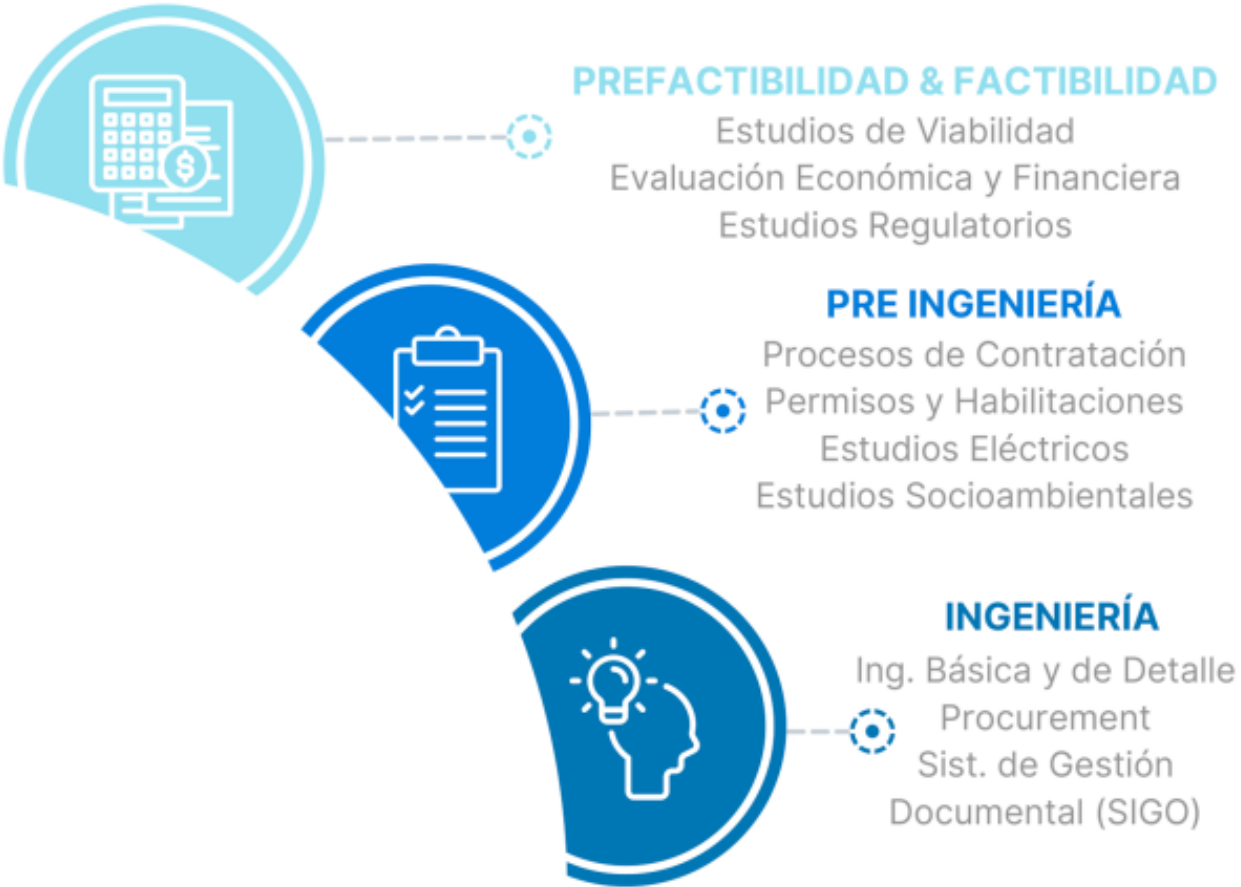 PREFACTIBILIDAD & FACTIBILIDAD
Estudios de Viabilidad
Evaluación Económica y Financiera
Estudios Regulatorios
PRE INGENIERÍA
Procesos de Contratación
Permisos y Habilitaciones
Estudios Eléctricos
Estudios Socioambientales
INGENIERÍA
Ing. Básica y de Detalle
Procurement
Sist. de Gestión
Documental (SIGO)